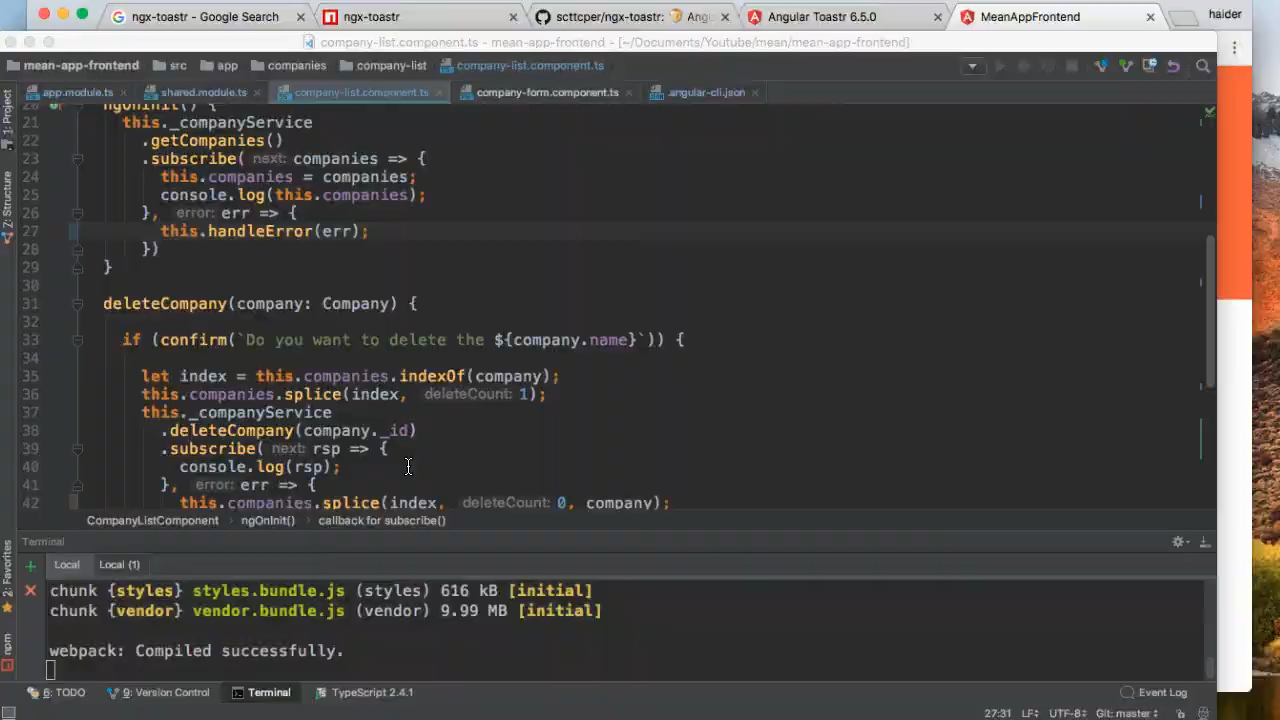 ngx-toastr - Google Search
ngx-toastr
scttcper/ngx-toastr:
Angu
Angular Toastr 6.5.0
MeanAppFrontend
haider
company-list.component.ts - mean-app-frontend - [~/Documents/Youtube/mean/mean-app-frontend]
mean-app-frontend
src
app
companies
company-list
company-list.component.ts
app.module.ts
shared.module.ts
company-list.component.ts
company-form.component.ts
angular-cli.json
1: Project
7: Structure
2: Favorites
npm
20 ngOnInit() {
21 this._companyService
22 .getCompanies()
23 .subscribe( next: companies => {
24 this.companies = companies;
25 console.log(this.companies);
26 }, error: err => {
27 this.handleError(err);
28 })
29 }
30
31 deleteCompany(company: Company) {
32
33 if (confirm(`Do you want to delete the ${company.name}`)) {
34
35 let index = this.companies.indexOf(company);
36 this.companies.splice(index, deleteCount: 1);
37 this._companyService
38 .deleteCompany(company._id)
39 .subscribe( next: rsp => {
40 console.log(rsp);
41 }, error: err => {
42 this.companies.splice(index, deleteCount: 0, company);
CompanyListComponent
ngOnInit()
callback for subscribe()
Terminal
Local
Local (1)
chunk {styles} styles.bundle.js (styles) 616 kB [initial]
chunk {vendor} vendor.bundle.js (vendor) 9.99 MB [initial]
webpack: Compiled successfully.
6: TODO
9: Version Control
Terminal
TypeScript 2.4.1
Event Log
27:31
LF
UTF-8
Git: master